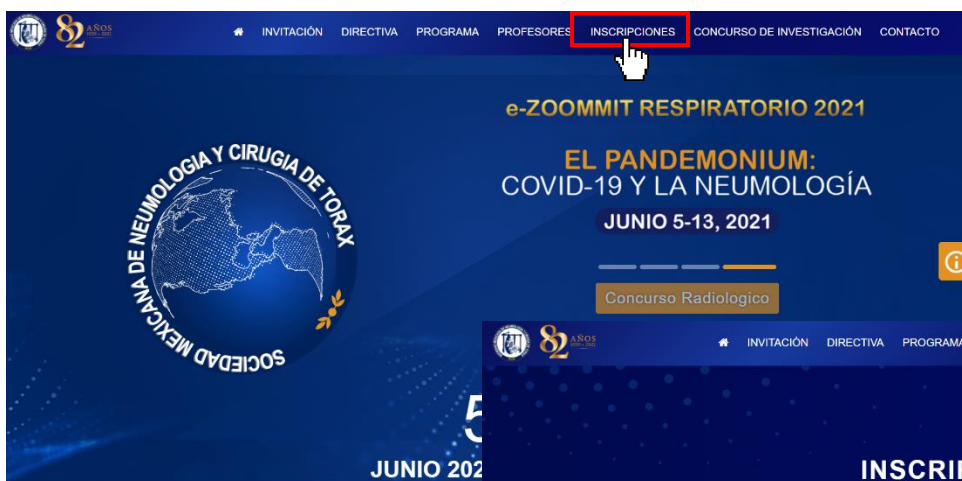 82 AÑOS
INVITACIÓN DIRECTIVA PROGRAMA PROFESORES INSCRIPCIONES CONCURSO DE INVESTIGACIÓN CONTACTO
e-ZOOMMIT RESPIRATORIO 2021
EL PANDEMONIUM:
COVID-19 Y LA NEUMOLOGÍA
JUNIO 5-13, 2021
Concurso Radiologico
SOCIEDAD MEXICANA DE NEUMOLOGIA Y CIRUGIA DE TORAX
5
JUNIO 202
82 AÑOS
INVITACIÓN DIRECTIVA PROGRAMA
INSCRI